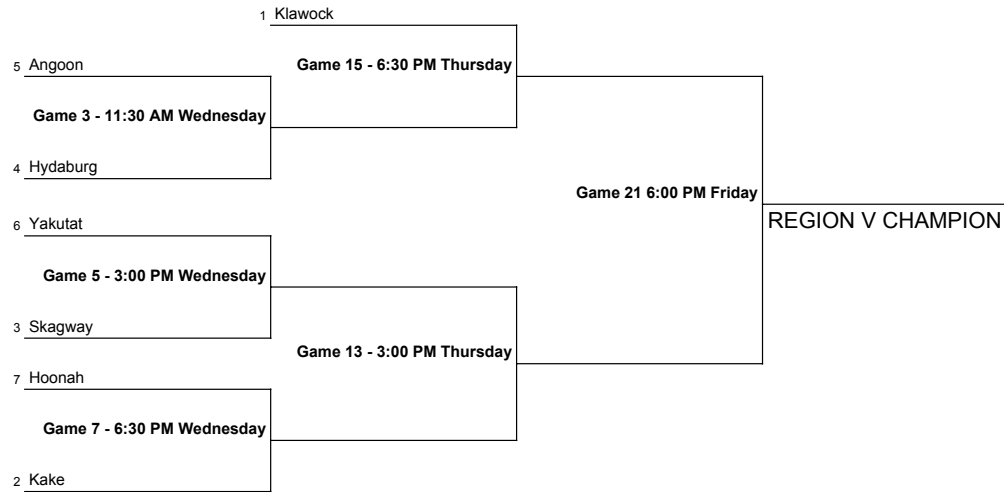 1 Klawock
5 Angoon
Game 15 - 6:30 PM Thursday
Game 3 - 11:30 AM Wednesday
4 Hydaburg
Game 21 6:00 PM Friday
6 Yakutat
REGION V CHAMPION
Game 5 - 3:00 PM Wednesday
3 Skagway
Game 13 - 3:00 PM Thursday
7 Hoonah
Game 7 - 6:30 PM Wednesday
2 Kake